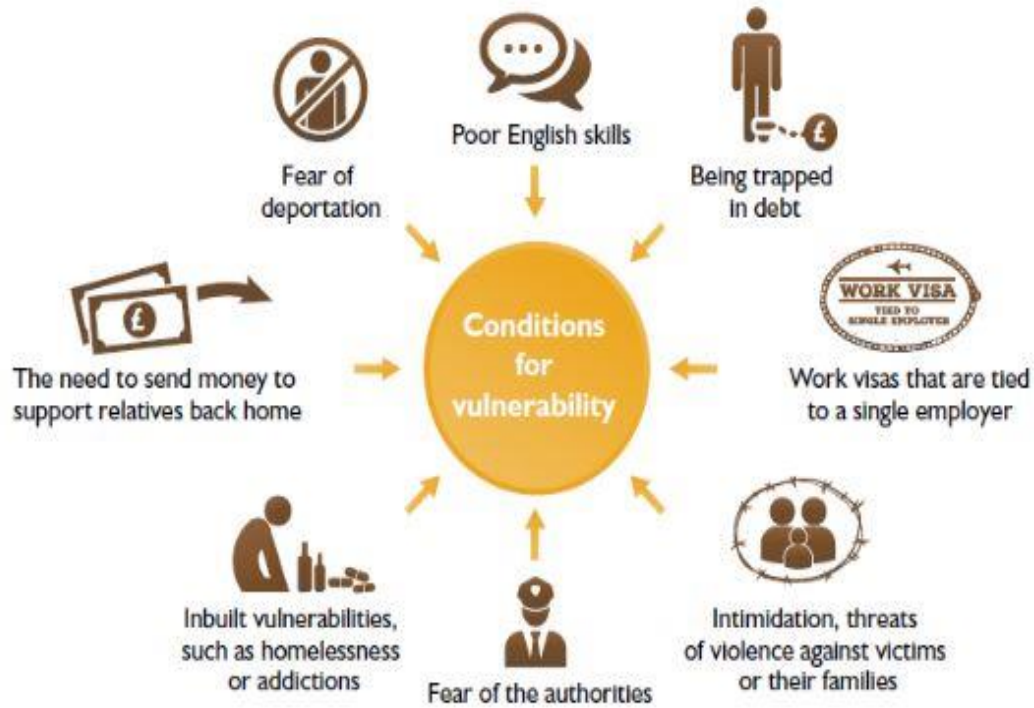 Poor English skills
Fear of
deportation
Being trapped
in debt
£
£
WORK VISA
TIED TO
SINGLE EMPLOYER
Conditions
for
vulnerability
The need to send money to
support relatives back home
Work visas that are tied
to a single employer
Inbuilt vulnerabilities,
such as homelessness
or addictions
Fear of the authorities
Intimidation, threats
of violence against victims
or their families